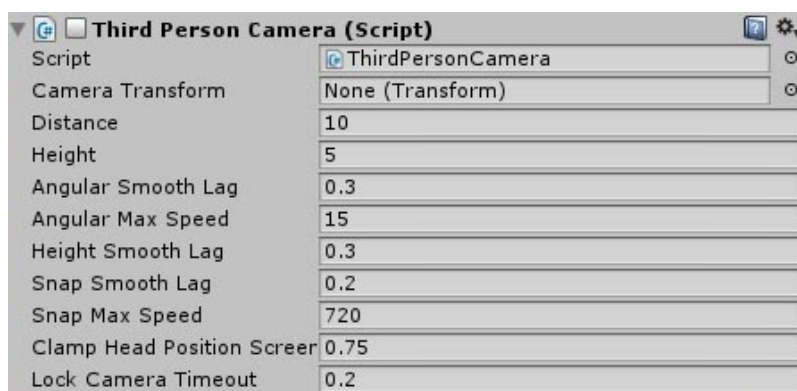 Third Person Camera (Script)
Script ThirdPersonCamera
Camera Transform None (Transform)
Distance 10
Height 5
Angular Smooth Lag 0.3
Angular Max Speed 15
Height Smooth Lag 0.3
Snap Smooth Lag 0.2
Snap Max Speed 720
Clamp Head Position Screen 0.75
Lock Camera Timeout 0.2